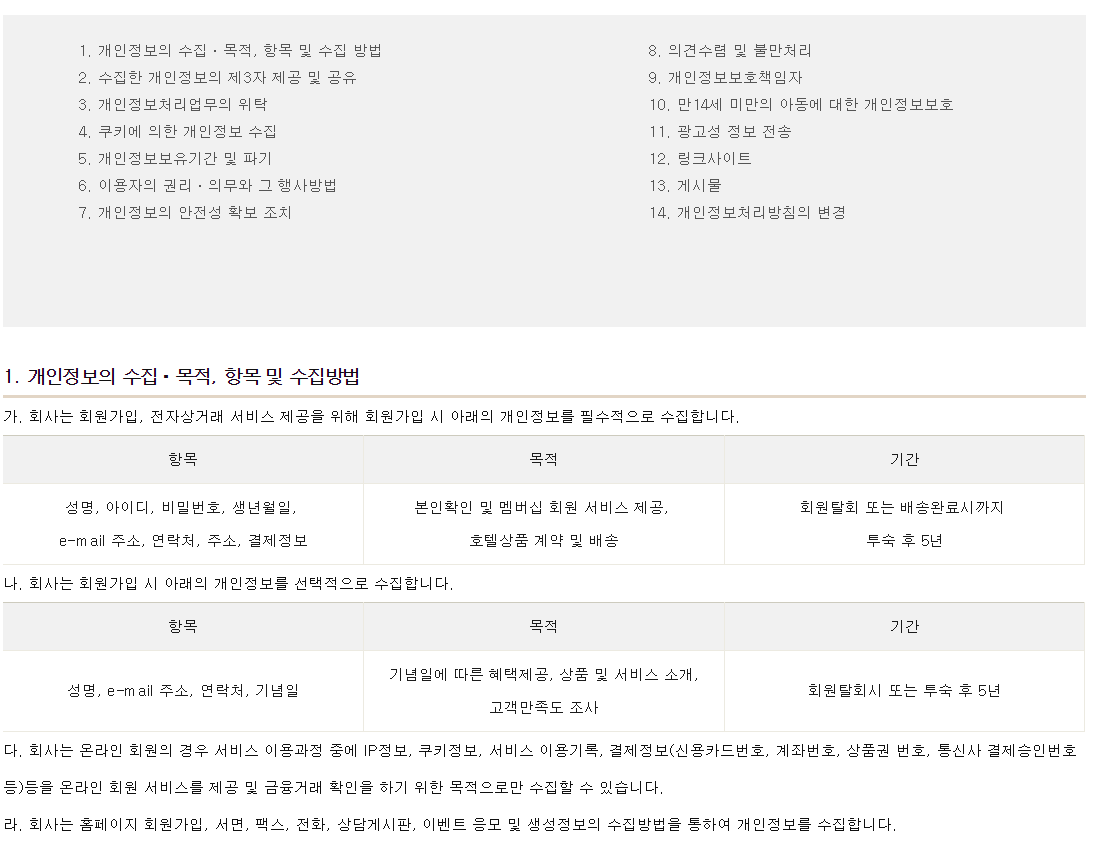 1. 개인정보의 수집·목적, 항목 및 수집 방법
2. 수집한 개인정보의 제3자 제공 및 공유
3. 개인정보처리업무의 위탁
4. 쿠키에 의한 개인정보 수집
5. 개인정보보유기간 및 파기
6. 이용자의 권리·의무와 그 행사방법
7. 개인정보의 안전성 확보 조치
8. 의견수렴 및 불만처리
9. 개인정보보호책임자
10. 만14세 미만의 아동에 대한 개인정보보호
11. 광고성 정보 전송
12. 링크사이트
13. 게시물
14. 개인정보처리방침의 변경
1. 개인정보의 수집·목적, 항목 및 수집방법
가. 회사는 회원가입, 전자상거래 서비스 제공을 위해 회원가입 시 아래의 개인정보를 필수적으로 수집합니다.
항목 목적 기간
성명, 아이디, 비밀번호, 생년월일,
e-mail 주소, 연락처, 주소, 결제정보
본인확인 및 멤버십 회원 서비스 제공,
호텔상품 계약 및 배송
회원탈회 또는 배송완료시까지
투숙 후 5년
나. 회사는 회원가입 시 아래의 개인정보를 선택적으로 수집합니다.
항목 목적 기간
성명, e-mail 주소, 연락처, 기념일
기념일에 따른 혜택제공, 상품 및 서비스 소개,
고객만족도 조사
회원탈회시 또는 투숙 후 5년
다. 회사는 온라인 회원의 경우 서비스 이용과정 중에 IP정보, 쿠키정보, 서비스 이용기록, 결제정보(신용카드번호, 계좌번호, 상품권 번호, 통신사 결제승인번호
등)등을 온라인 회원 서비스를 제공 및 금융거래 확인을 하기 위한 목적으로만 수집할 수 있습니다.
라. 회사는 홈페이지 회원가입, 서면, 팩스, 전화, 상담게시판, 이벤트 응모 및 생성정보의 수집방법을 통하여 개인정보를 수집합니다.